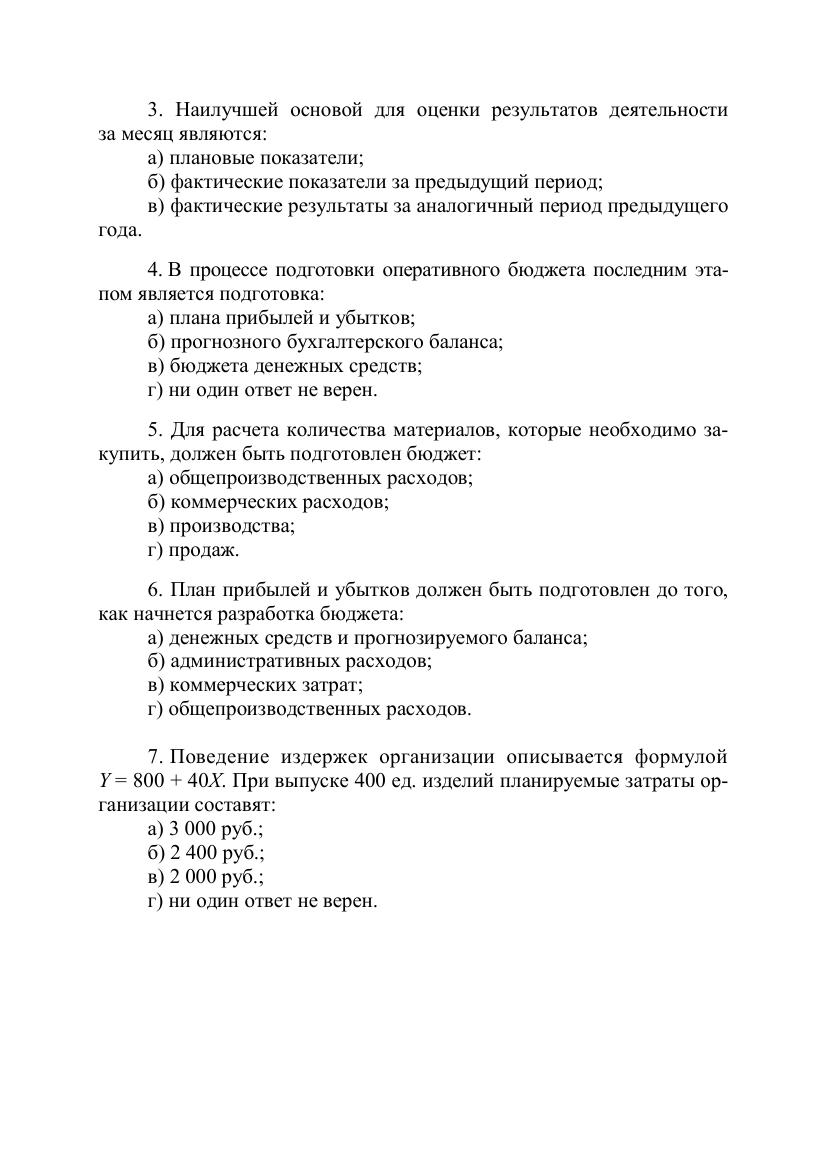 3. Наилучшей основой для оценки результатов деятельности
за месяц являются:
а) плановые показатели;
б) фактические показатели за предыдущий период;
в) фактические результаты за аналогичный период предыдущего
года.
4. В процессе подготовки оперативного бюджета последним эта-
пом является подготовка:
а) плана прибылей и убытков;
б) прогнозного бухгалтерского баланса;
в) бюджета денежных средств;
г) ни один ответ не верен.
5. Для расчета количества материалов, которые необходимо за-
купить, должен быть подготовлен бюджет:
а) общепроизводственных расходов;
б) коммерческих расходов;
в) производства;
г) продаж.
6. План прибылей и убытков должен быть подготовлен до того,
как начнется разработка бюджета:
а) денежных средств и прогнозируемого баланса;
б) административных расходов;
в) коммерческих затрат;
г) общепроизводственных расходов.
7. Поведение издержек организации описывается формулой
Y = 800 + 40X. При выпуске 400 ед. изделий планируемые затраты ор-
ганизации составят:
а) 3 000 руб.;
б) 2 400 руб.;
в) 2 000 руб.;
г) ни один ответ не верен.